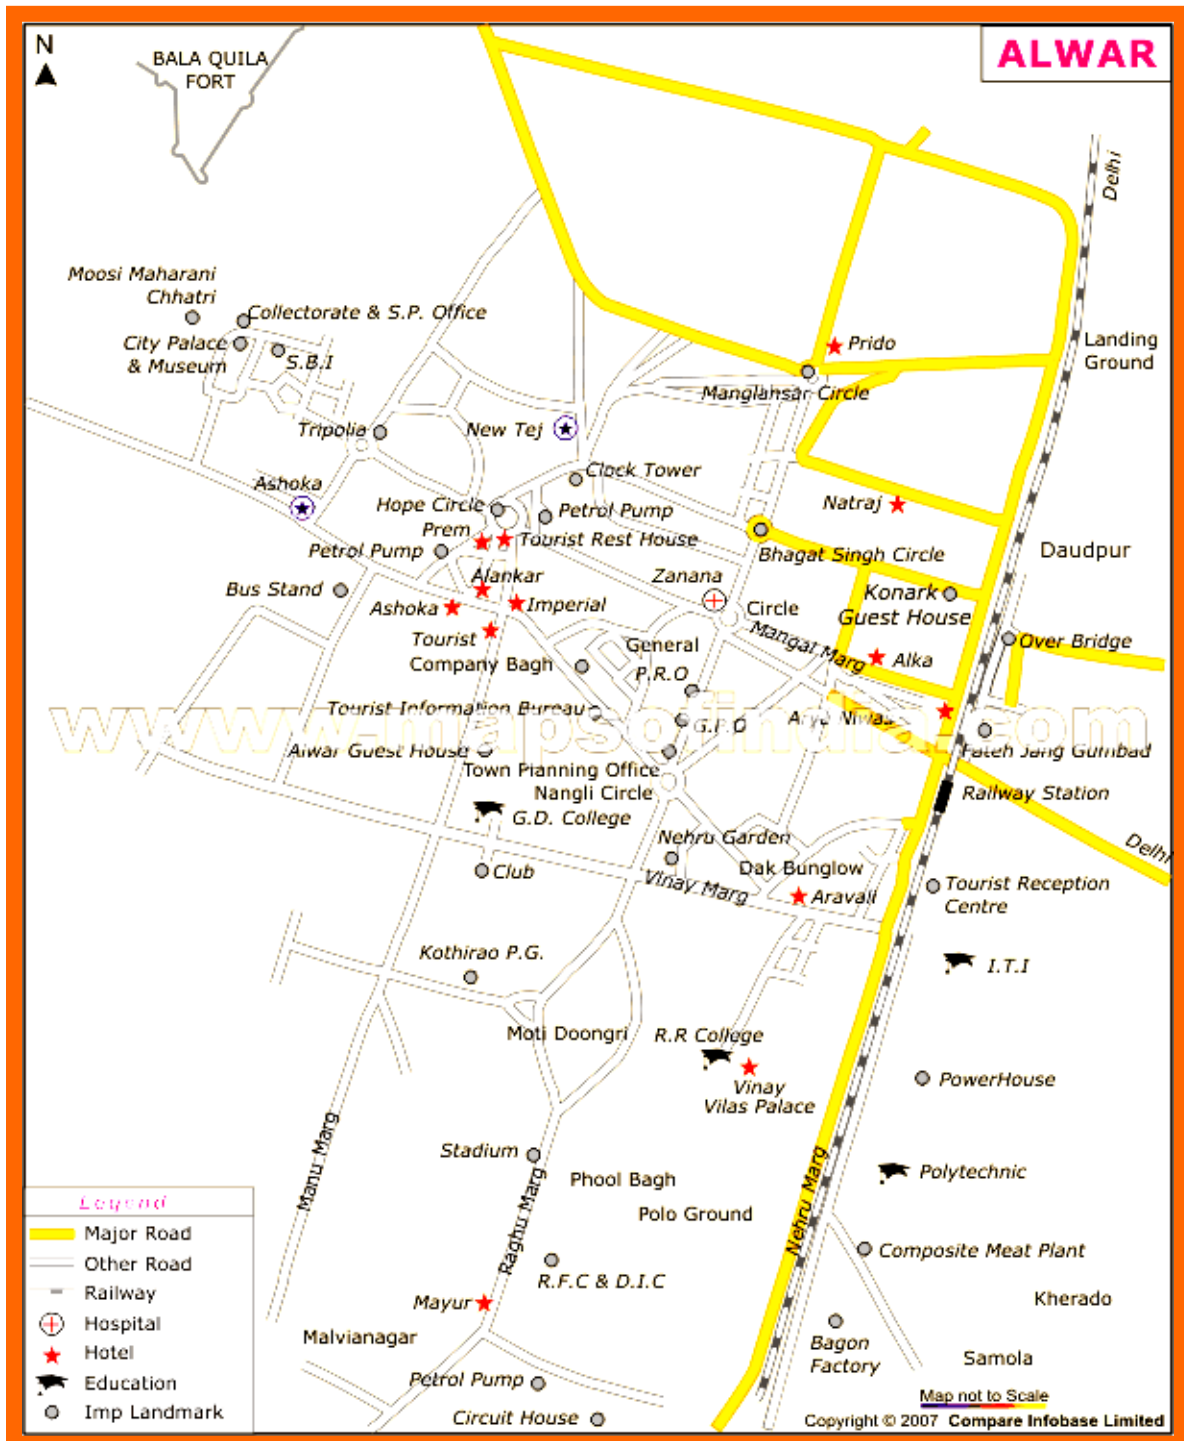 N
ALWAR
BALA QUILA
FORT
Delhi
Moosi Maharani
Chhatri
Collectorate & S.P. Office
City Palace
& Museum
S.B.I
Prido
Landing
Ground
Manglahsar Circle
Tripolia
New Tej
Clock Tower
Ashoka
Hope Circle
Petrol Pump
Natraj
Prem
Tourist Rest House
Petrol Pump
Bhagat Singh Circle
Daudpur
Alankar
Zanana
Bus Stand
Ashoka
Imperial
Circle
Konark
Guest House
Tourist
General
Mangal Marg
Over Bridge
Company Bagh
P.R.O
Alka
www.mapsofindia.com
Tourist Information Bureau
G.P.O
Arya Niwas
Alwar Guest House
Fateh Jang Gumbad
Town Planning Office
Nangli Circle
Railway Station
G.D. College
Nehru Garden
Delhi
Dak Bunglow
Club
Vinay Marg
Aravali
Tourist Reception
Centre
Kothirao P.G.
I.T.I
Moti Doongri
R.R College
Vinay
Vilas Palace
PowerHouse
Manu Marg
Stadium
Raghu Marg
Phool Bagh
Polo Ground
Nehru Marg
Polytechnic
Composite Meat Plant
R.F.C & D.I.C
Mayur
Kherado
Malvianagar
Bagon
Factory
Samola
Petrol Pump
Circuit House
Legend
Major Road
Other Road
Railway
Hospital
Hotel
Education
Imp Landmark
Map not to Scale
Copyright © 2007 Compare Infobase Limited